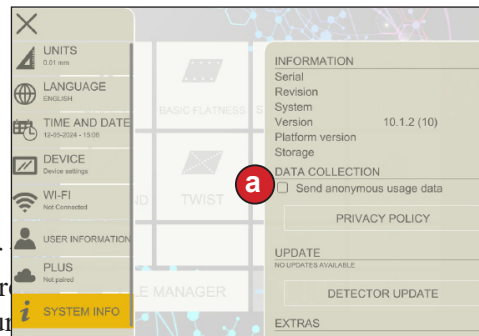 UNITS
0.01 mm
LANGUAGE
ENGLISH
TIME AND DATE
12-05-2024 - 15:08
DEVICE
Device settings
WI-FI
Not Connected
USER INFORMATION
PLUS
Not paired
SYSTEM INFO
BASIC FLATNESS
S
D
TWIST
E MANAGER
a
INFORMATION
Serial
Revision
System
Version 10.1.2 (10)
Platform version
Storage
DATA COLLECTION
Send anonymous usage data
PRIVACY POLICY
UPDATE
NO UPDATES AVAILABLE
DETECTOR UPDATE
EXTRAS